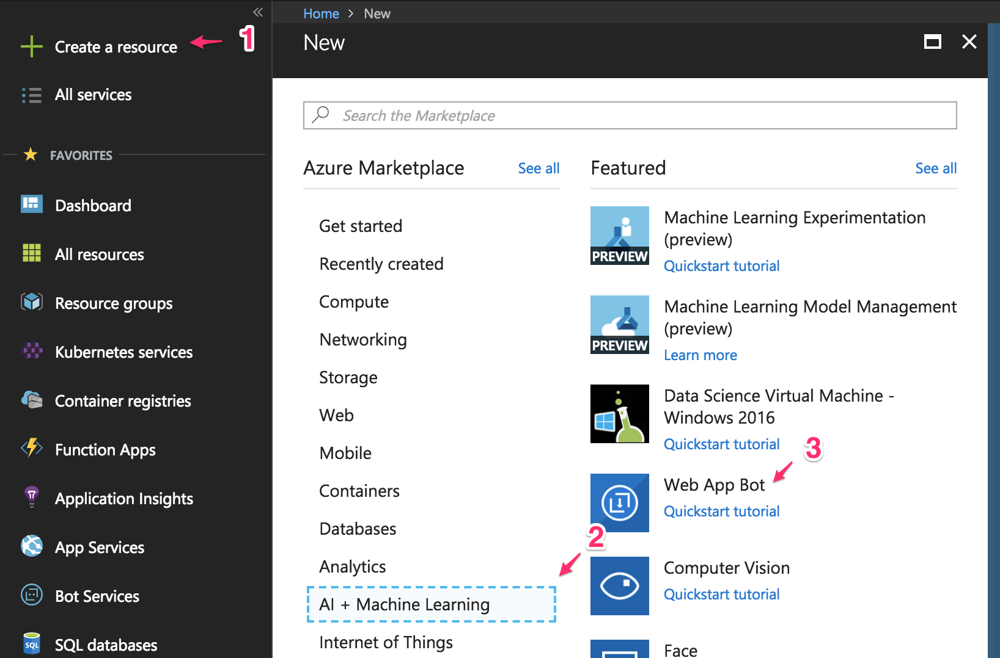 «
Create a resource
1
All services
FAVORITES
Dashboard
All resources
Resource groups
Kubernetes services
Container registries
Function Apps
Application Insights
App Services
Bot Services
SQL
SQL databases
Home > New
New
Search the Marketplace
Azure Marketplace
See all
Get started
Recently created
Compute
Networking
Storage
Web
Mobile
Containers
Databases
Analytics
2
AI + Machine Learning
Internet of Things
Featured
See all
PREVIEW
Machine Learning Experimentation
(preview)
Quickstart tutorial
PREVIEW
Machine Learning Model Management
(preview)
Learn more
Data Science Virtual Machine -
Windows 2016
Quickstart tutorial
3
Web App Bot
Quickstart tutorial
Computer Vision
Quickstart tutorial
Face